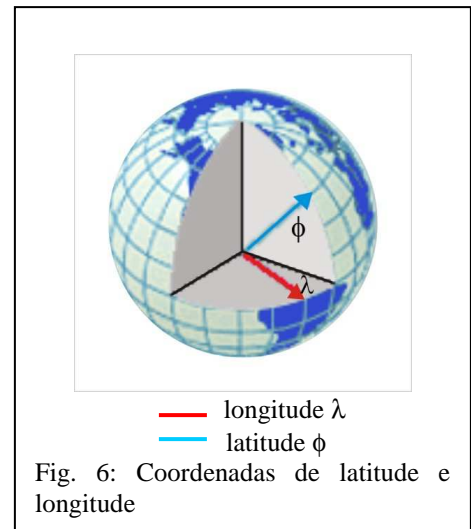 ϕ
λ
longitude λ
latitude ϕ
Fig. 6: Coordenadas de latitude e
longitude